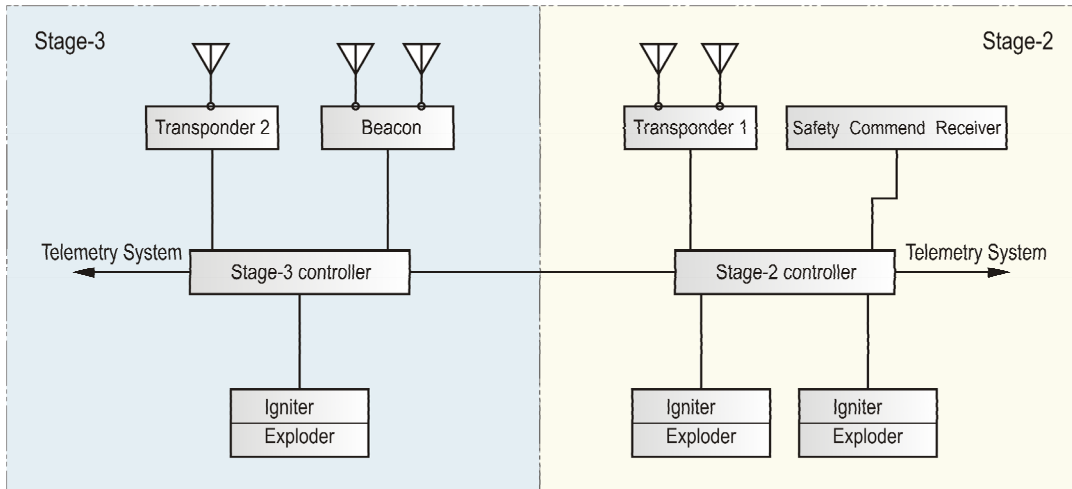 Stage-3
Stage-2
Transponder 2
Beacon
Transponder 1
Safety Commend Receiver
Telemetry System
Stage-3 controller
Stage-2 controller
Telemetry System
Igniter
Exploder
Igniter
Exploder
Igniter
Exploder